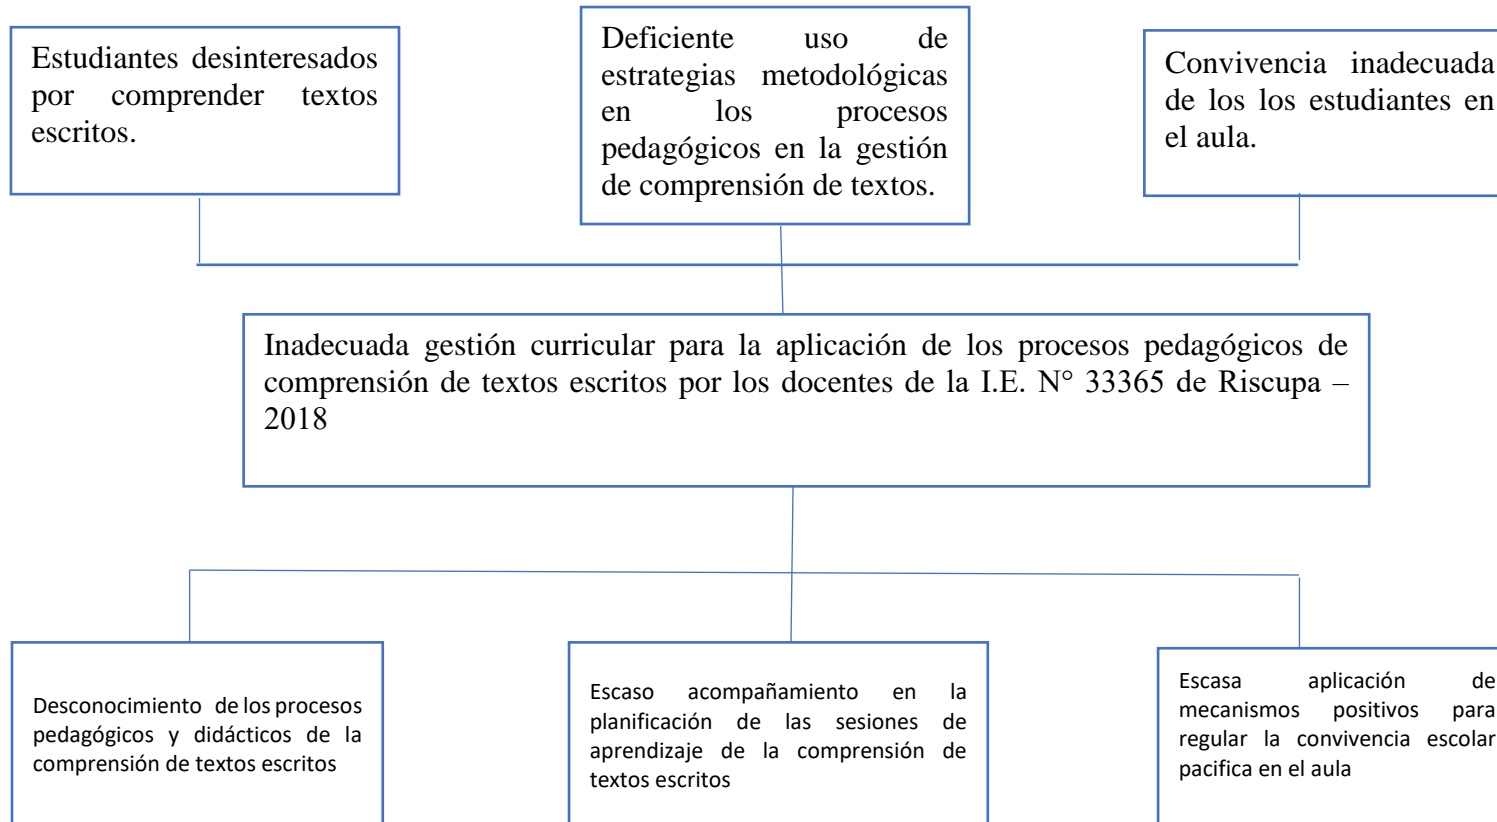 Estudiantes desinteresados
por comprender textos
escritos.
Deficiente uso de
estrategias metodológicas
en los procesos
pedagógicos en la gestión
de comprensión de textos.
Convivencia inadecuada
de los los estudiantes en
el aula.
Inadecuada gestión curricular para la aplicación de los procesos pedagógicos de
comprensión de textos escritos por los docentes de la I.E. N° 33365 de Riscupa –
2018
Desconocimiento de los procesos
pedagógicos y didácticos de la
comprensión de textos escritos
Escaso acompañamiento en la
planificación de las sesiones de
aprendizaje de la comprensión de
textos escritos
Escasa aplicación de
mecanismos positivos para
regular la convivencia escolar
pacifica en el aula